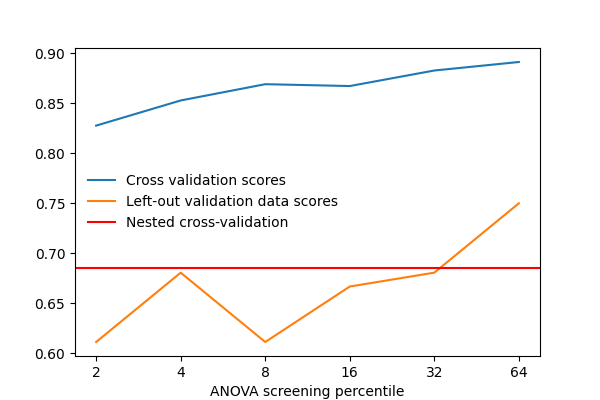 0.90
0.85
0.80
0.75
0.70
0.65
0.60
Cross validation scores
Left-out validation data scores
Nested cross-validation
2 4 8 16 32 64
ANOVA screening percentile